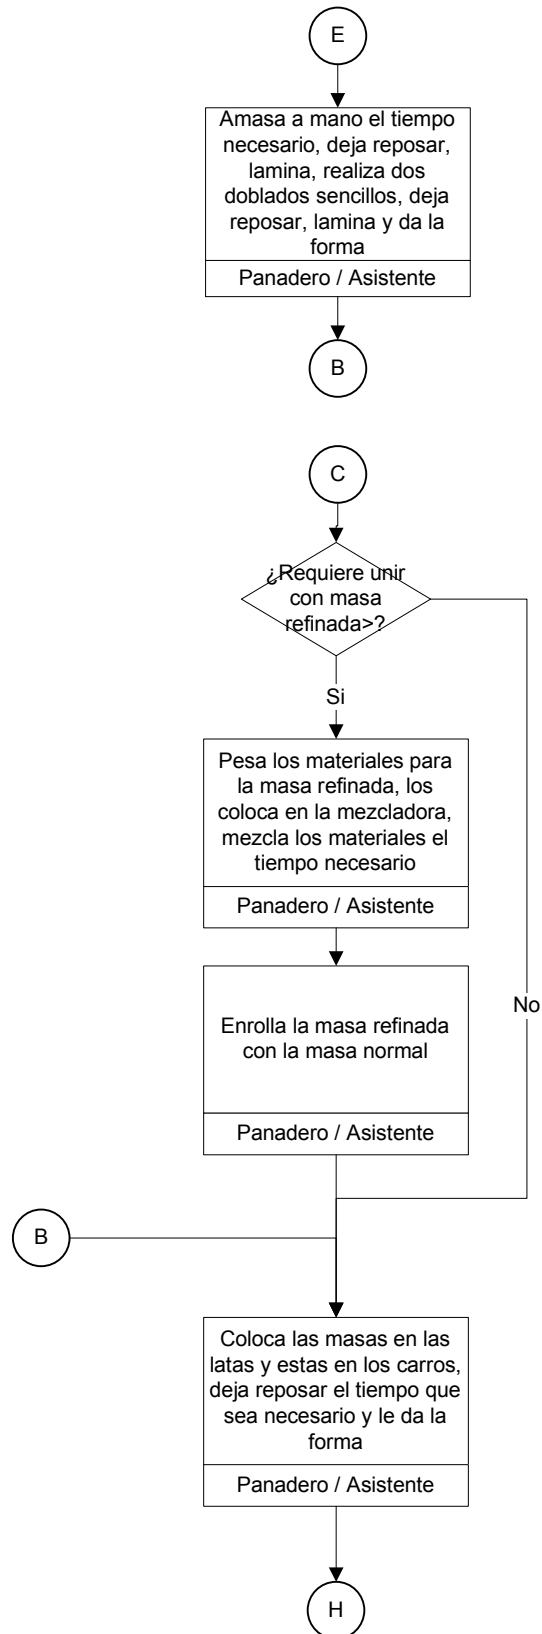 E
Amasa a mano el tiempo
necesario, deja reposar,
lamina, realiza dos
doblados sencillos, deja
reposar, lamina y da la
forma
Panadero / Asistente
B
C
¿Requiere unir
con masa
refinada>?
Si
Pesa los materiales para
la masa refinada, los
coloca en la mezcladora,
mezcla los materiales el
tiempo necesario
Panadero / Asistente
No
Enrolla la masa refinada
con la masa normal
Panadero / Asistente
B
Coloca las masas en las
latas y estas en los carros,
deja reposar el tiempo que
sea necesario y le da la
forma
Panadero / Asistente
H